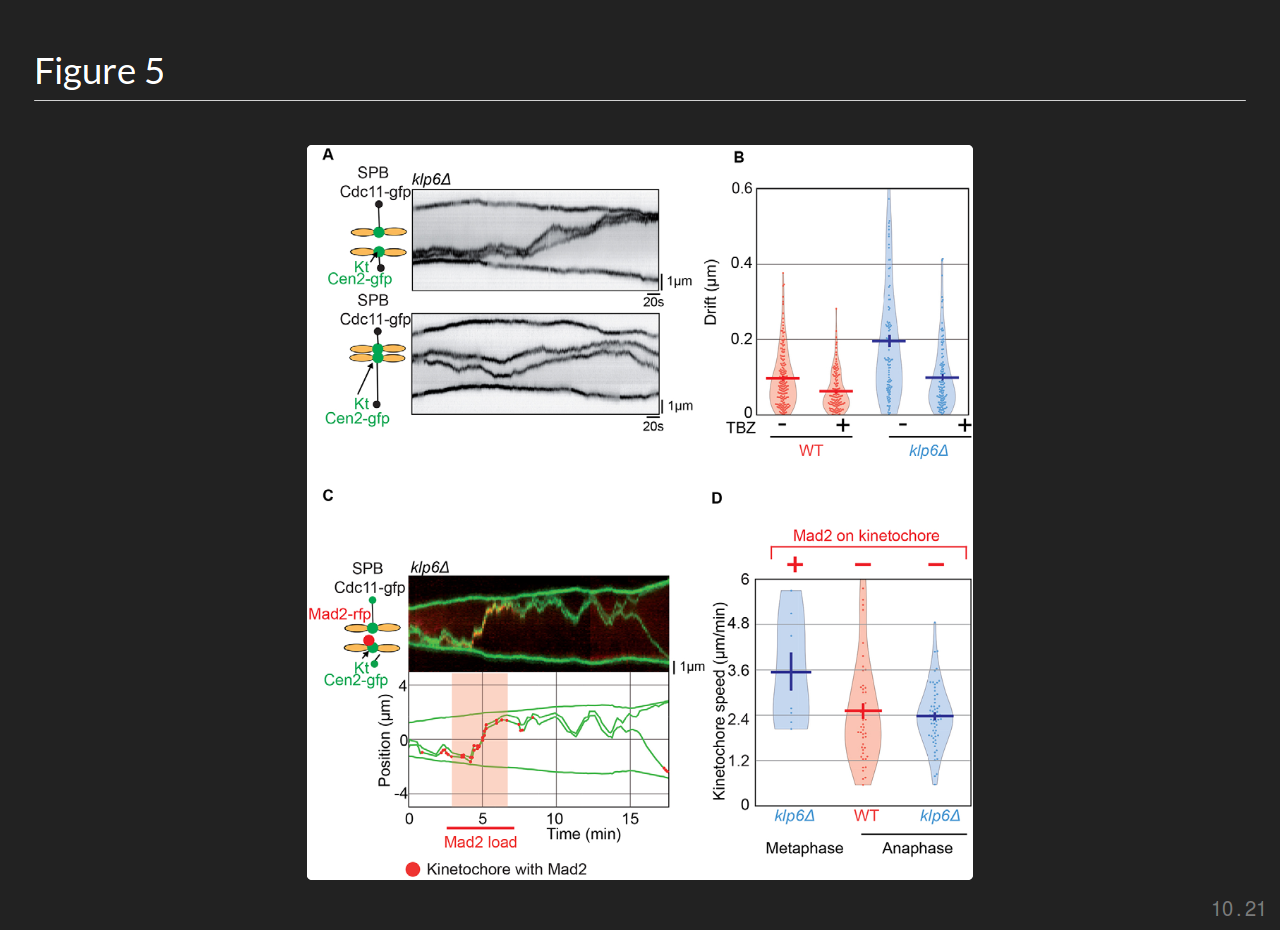 Figure 5
A
SPB
Cdc11-gfp
klp6Δ
Kt
Cen2-gfp
1μm
20s
SPB
Cdc11-gfp
Kt
Cen2-gfp
1μm
20s
B
Drift (μm)
0.6
0.4
0.2
0
TBZ - + - +
WT klp6Δ
C
SPB
Cdc11-gfp
klp6Δ
Mad2-rfp
Kt
Cen2-gfp
1μm
Position (μm)
4
0
-4
0 5 10 15
Time (min)
Mad2 load
Kinetochore with Mad2
D
Mad2 on kinetochore
+ - -
Kinetochore speed (μm/min)
6
4.8
3.6
2.4
1.2
0
klp6Δ WT klp6Δ
Metaphase Anaphase
10.21